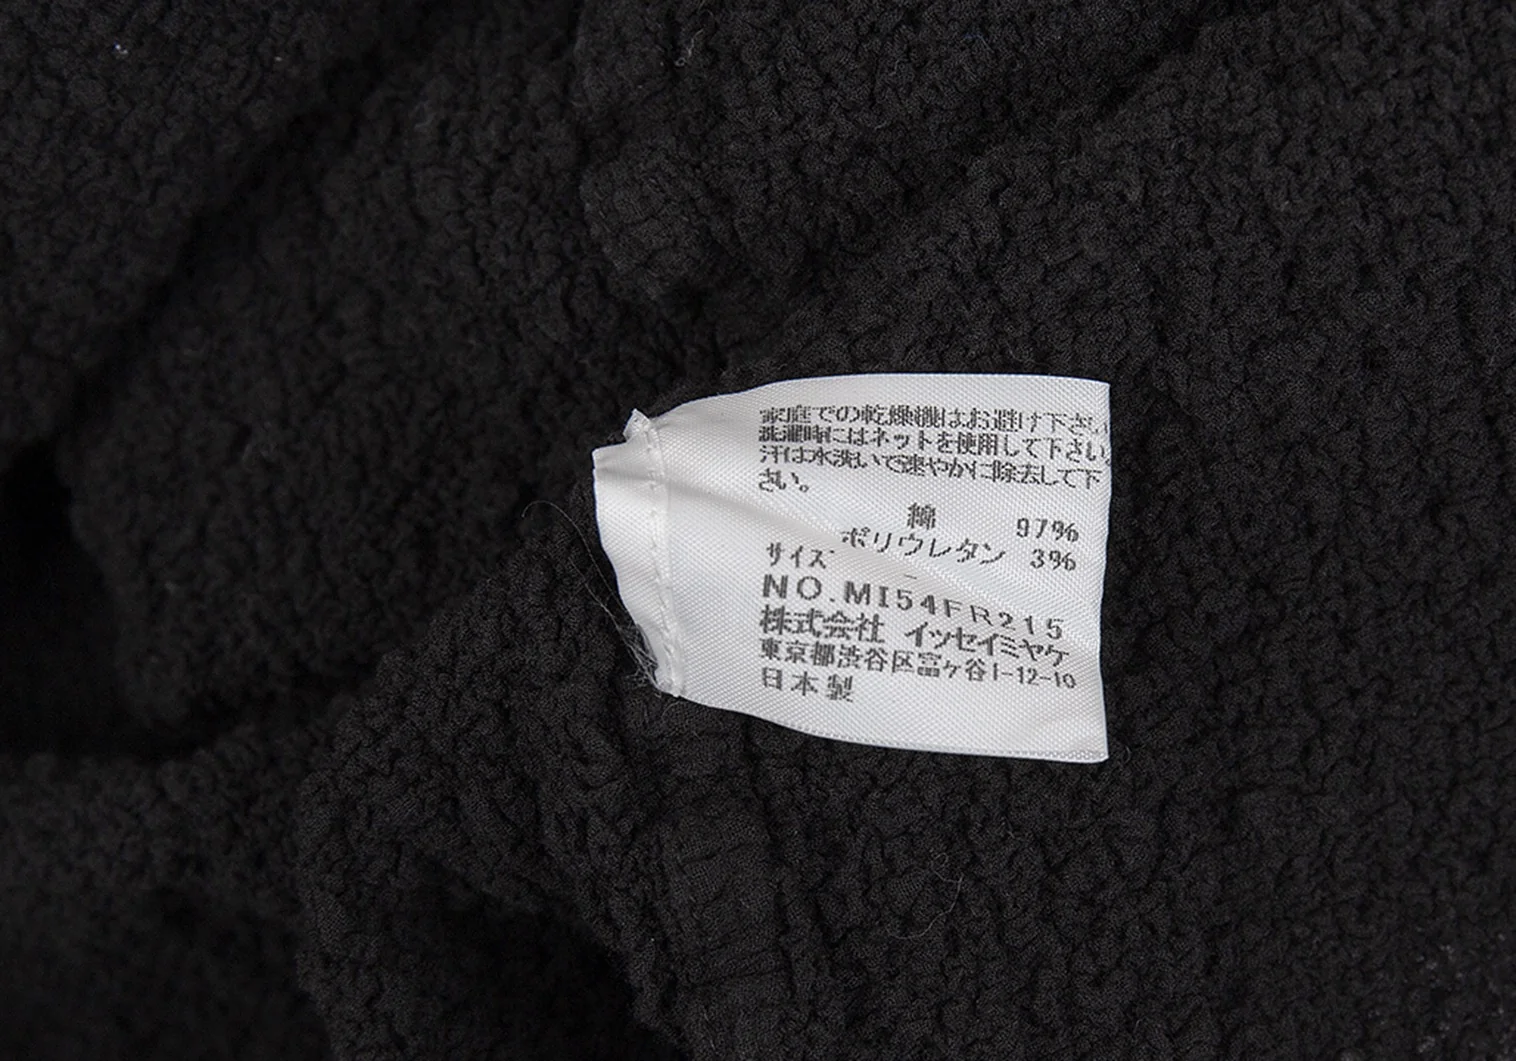 家庭での乾燥機はお避け下さい
洗濯時にはネットを使用して下さい。
汗は水洗いで速やかに除去して下
さい。
綿 97%
ポリウレタン 3%
サイズ -
NO.MI54FR215
株式会社 イッセイミヤケ
東京都渋谷区富ヶ谷1-12-10
日本製